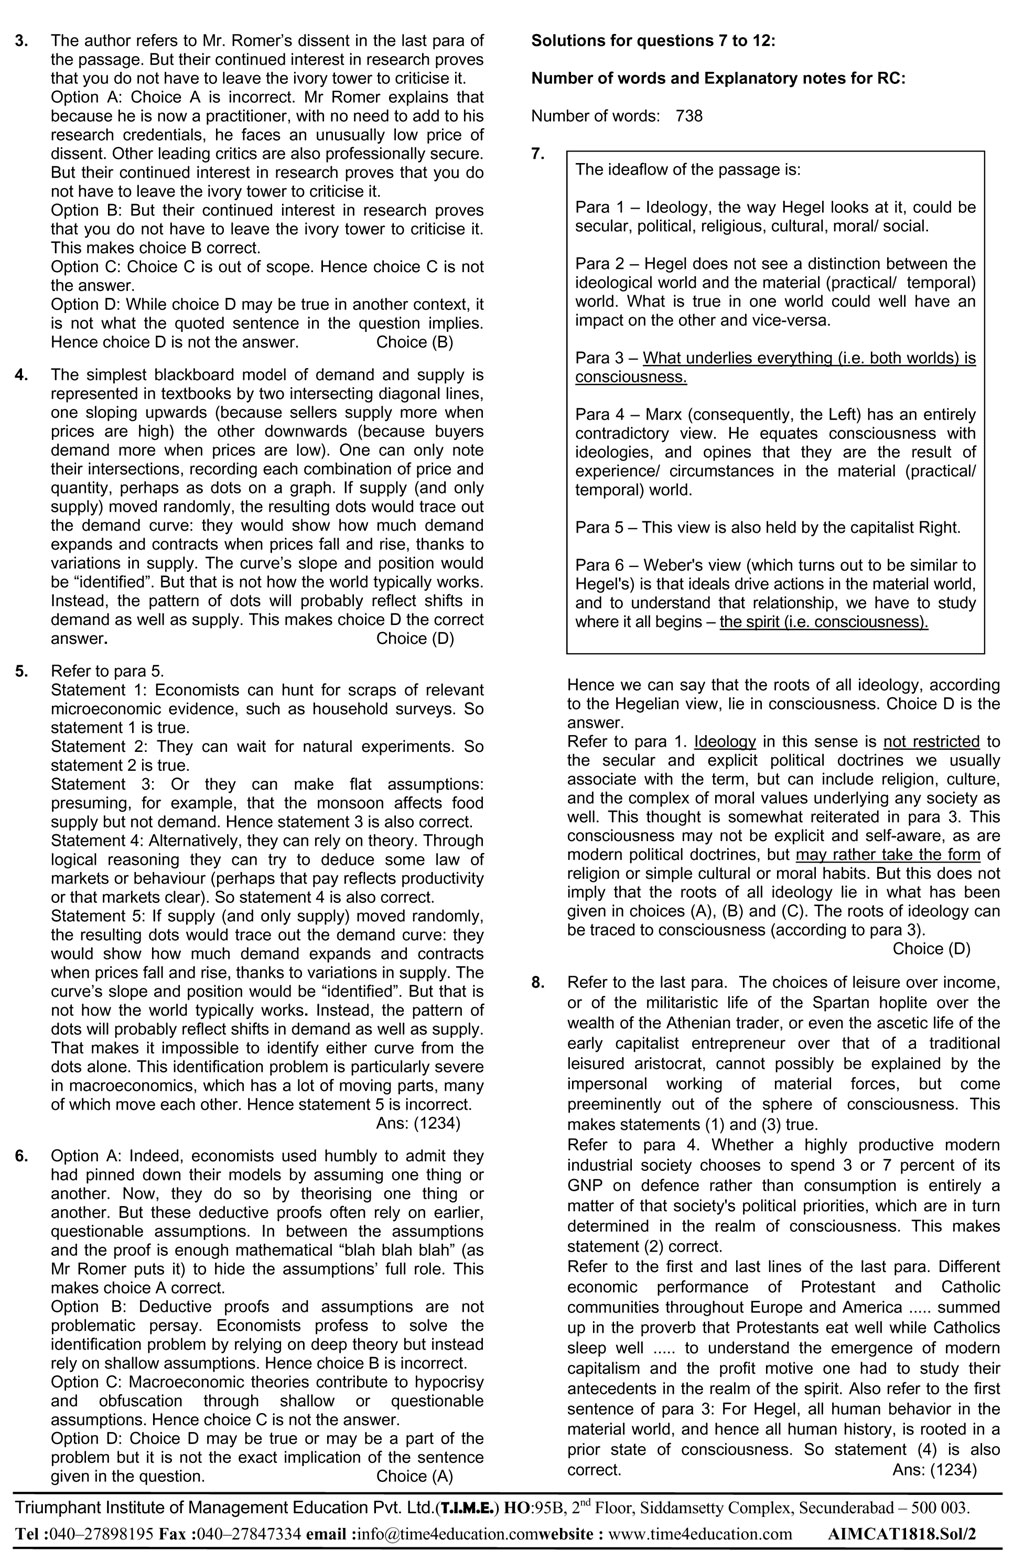 3. The author refers to Mr. Romer's dissent in the last para of
the passage. But their continued interest in research proves
that you do not have to leave the ivory tower to criticise it.
Option A: Choice A is incorrect. Mr Romer explains that
because he is now a practitioner, with no need to add to his
research credentials, he faces an unusually low price of
dissent. Other leading critics are also professionally secure.
But their continued interest in research proves that you do
not have to leave the ivory tower to criticise it.
Option B: But their continued interest in research proves
that you do not have to leave the ivory tower to criticise it.
This makes choice B correct.
Option C: Choice C is out of scope. Hence choice C is not
the answer.
Option D: While choice D may be true in another context, it
is not what the quoted sentence in the question implies.
Hence choice D is not the answer. Choice (B)
4. The simplest blackboard model of demand and supply is
represented in textbooks by two intersecting diagonal lines,
one sloping upwards (because sellers supply more when
prices are high) the other downwards (because buyers
demand more when prices are low). One can only note
their intersections, recording each combination of price and
quantity, perhaps as dots on a graph. If supply (and only
supply) moved randomly, the resulting dots would trace out
the demand curve: they would show how much demand
expands and contracts when prices fall and rise, thanks to
variations in supply. The curve's slope and position would
be "identified". But that is not how the world typically works.
Instead, the pattern of dots will probably reflect shifts in
demand as well as supply. This makes choice D the correct
answer. Choice (D)
5. Refer to para 5.
Statement 1: Economists can hunt for scraps of relevant
microeconomic evidence, such as household surveys. So
statement 1 is true.
Statement 2: They can wait for natural experiments. So
statement 2 is true.
Statement 3: Or they can make flat assumptions:
presuming, for example, that the monsoon affects food
supply but not demand. Hence statement 3 is also correct.
Statement 4: Alternatively, they can rely on theory. Through
logical reasoning they can try to deduce some law of
markets or behaviour (perhaps that pay reflects productivity
or that markets clear). So statement 4 is also correct.
Statement 5: If supply (and only supply) moved randomly,
the resulting dots would trace out the demand curve: they
would show how much demand expands and contracts
when prices fall and rise, thanks to variations in supply. The
curve's slope and position would be "identified". But that is
not how the world typically works. Instead, the pattern of
dots will probably reflect shifts in demand as well as supply.
That makes it impossible to identify either curve from the
dots alone. This identification problem is particularly severe
in macroeconomics, which has a lot of moving parts, many
of which move each other. Hence statement 5 is incorrect.
Ans: (1234)
6. Option A: Indeed, economists used humbly to admit they
had pinned down their models by assuming one thing or
another. Now, they do so by theorising one thing or
another. But these deductive proofs often rely on earlier,
questionable assumptions. In between the assumptions
and the proof is enough mathematical "blah blah blah" (as
Mr Romer puts it) to hide the assumptions' full role. This
makes choice A correct.
Option B: Deductive proofs and assumptions are not
problematic persay. Economists profess to solve the
identification problem by relying on deep theory but instead
rely on shallow assumptions. Hence choice B is incorrect.
Option C: Macroeconomic theories contribute to hypocrisy
and obfuscation through shallow or questionable
assumptions. Hence choice C is not the answer.
Option D: Choice D may be true or may be a part of the
problem but it is not the exact implication of the sentence
given in the question. Choice (A)
Solutions for questions 7 to 12:
Number of words and Explanatory notes for RC:
Number of words: 738
7.
The ideaflow of the passage is:
Para 1 – Ideology, the way Hegel looks at it, could be
secular, political, religious, cultural, moral/ social.
Para 2 – Hegel does not see a distinction between the
ideological world and the material (practical/ temporal)
world. What is true in one world could well have an
impact on the other and vice-versa.
Para 3 – What underlies everything (i.e. both worlds) is
consciousness.
Para 4 – Marx (consequently, the Left) has an entirely
contradictory view. He equates consciousness with
ideologies, and opines that they are the result of
experience/ circumstances in the material (practical/
temporal) world.
Para 5 – This view is also held by the capitalist Right.
Para 6 – Weber's view (which turns out to be similar to
Hegel's) is that ideals drive actions in the material world,
and to understand that relationship, we have to study
where it all begins – the spirit (i.e. consciousness).
Hence we can say that the roots of all ideology, according
to the Hegelian view, lie in consciousness. Choice D is the
answer.
Refer to para 1. Ideology in this sense is not restricted to
the secular and explicit political doctrines we usually
associate with the term, but can include religion, culture,
and the complex of moral values underlying any society as
well. This thought is somewhat reiterated in para 3. This
consciousness may not be explicit and self-aware, as are
modern political doctrines, but may rather take the form of
religion or simple cultural or moral habits. But this does not
imply that the roots of all ideology lie in what has been
given in choices (A), (B) and (C). The roots of ideology can
be traced to consciousness (according to para 3).
Choice (D)
8. Refer to the last para. The choices of leisure over income,
or of the militaristic life of the Spartan hoplite over the
wealth of the Athenian trader, or even the ascetic life of the
early capitalist entrepreneur over that of a traditional
leisured aristocrat, cannot possibly be explained by the
impersonal working of material forces, but come
preeminently out of the sphere of consciousness. This
makes statements (1) and (3) true.
Refer to para 4. Whether a highly productive modern
industrial society chooses to spend 3 or 7 percent of its
GNP on defence rather than consumption is entirely a
matter of that society's political priorities, which are in turn
determined in the realm of consciousness. This makes
statement (2) correct.
Refer to the first and last lines of the last para. Different
economic performance of Protestant and Catholic
communities throughout Europe and America ..... summed
up in the proverb that Protestants eat well while Catholics
sleep well ..... to understand the emergence of modern
capitalism and the profit motive one had to study their
antecedents in the realm of the spirit. Also refer to the first
sentence of para 3: For Hegel, all human behavior in the
material world, and hence all human history, is rooted in a
prior state of consciousness. So statement (4) is also
correct. Ans: (1234)
Triumphant Institute of Management Education Pvt. Ltd.(T.I.M.E.) HO:95B, 2nd Floor, Siddamsetty Complex, Secunderabad – 500 003.
Tel :040–27898195 Fax :040–27847334 email :info@time4education.comwebsite : www.time4education.com AIMCAT1818.Sol/2